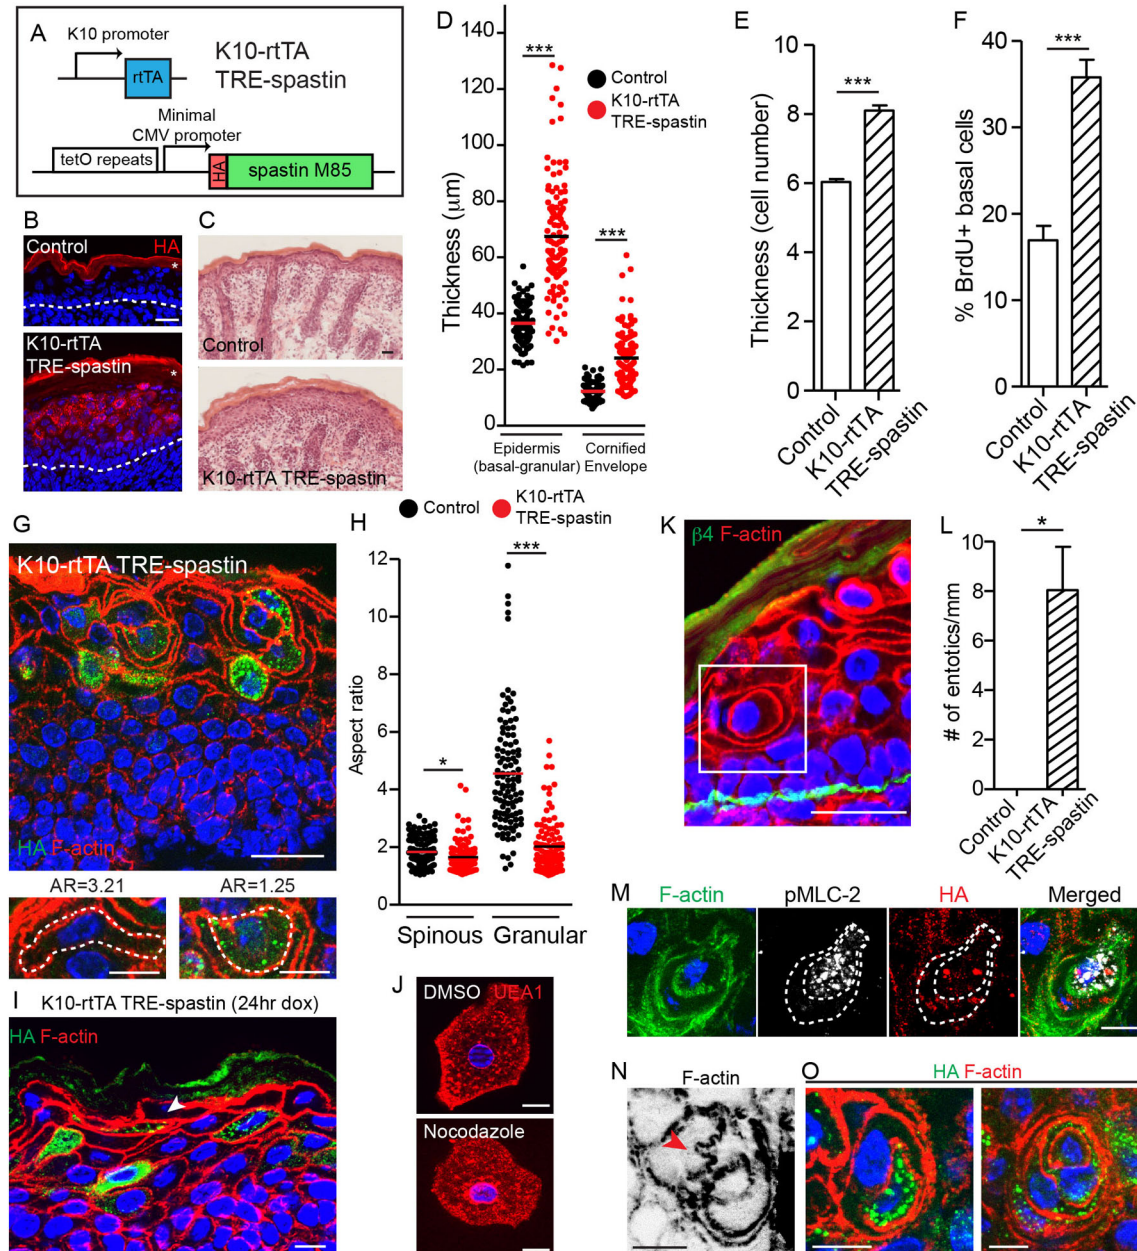 A
K10 promoter
rtTA
K10-rtTA
TRE-spastin
Minimal
CMV promoter
tetO repeats
HA
spastin M85
B
Control
HA
*
K10-rtTA
TRE-spastin
*
C
Control
K10-rtTA TRE-spastin
D
Thickness (μm)
140
120
100
80
60
40
20
0
***
***
Control
K10-rtTA
TRE-spastin
Epidermis
(basal-granular)
Cornified
Envelope
E
Thickness (cell number)
10
8
6
4
2
0
***
Control
K10-rtTA
TRE-spastin
F
% BrdU+ basal cells
40
30
20
10
0
***
Control
K10-rtTA
TRE-spastin
G
K10-rtTA TRE-spastin
HA F-actin
AR=3.21
AR=1.25
H
Control
K10-rtTA
TRE-spastin
Aspect ratio
12
10
8
6
4
2
0
*
***
Spinous
Granular
I
K10-rtTA TRE-spastin (24hr dox)
HA F-actin
J
DMSO
UEA1
Nocodazole
K
β4 F-actin
L
# of entotics/mm
10
8
6
4
2
0
*
Control
K10-rtTA
TRE-spastin
M
F-actin
pMLC-2
HA
Merged
N
F-actin
O
HA F-actin